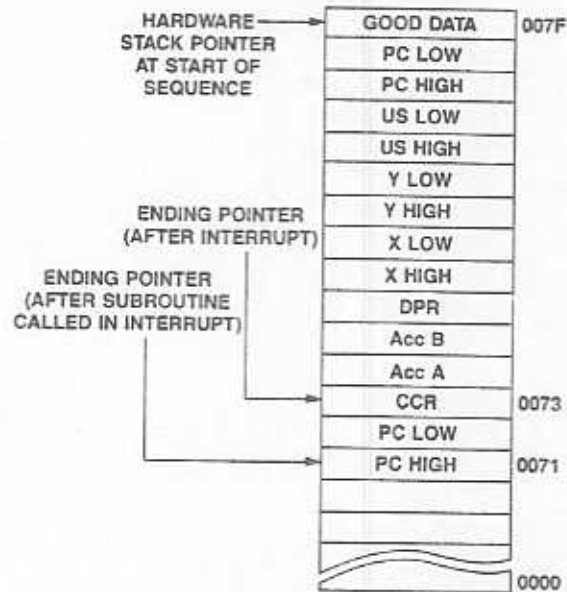 HARDWARE
STACK POINTER
AT START OF
SEQUENCE
GOOD DATA
007F
PC LOW
PC HIGH
US LOW
US HIGH
Y LOW
Y HIGH
ENDING POINTER
(AFTER INTERRUPT)
X LOW
X HIGH
ENDING POINTER
(AFTER SUBROUTINE
CALLED IN INTERRUPT)
DPR
Acc B
Acc A
CCR
0073
PC LOW
PC HIGH
0071
0000